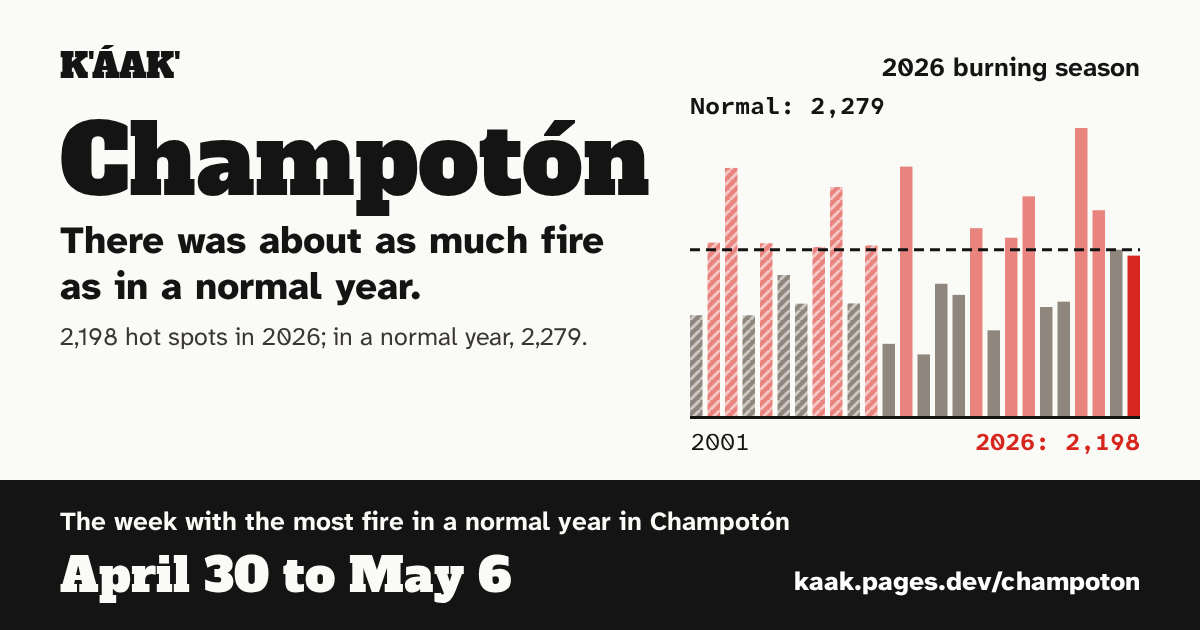 K'ÁAK'
Champotón
There was about as much fire
as in a normal year.
2,198 hot spots in 2026; in a normal year, 2,279.
2026 burning season
Normal: 2,279
2001
2026: 2,198
The week with the most fire in a normal year in Champotón
April 30 to May 6
kaak.pages.dev/champoton